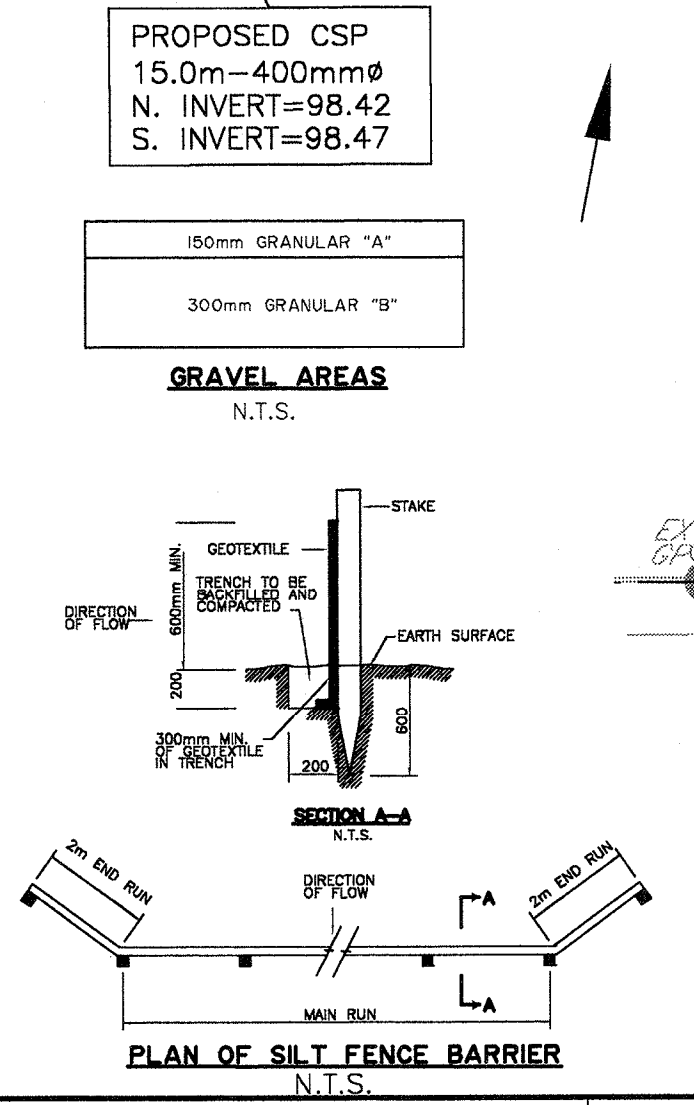 PROPOSED CSP
15.0m-400mmø
N. INVERT=98.42
S. INVERT=98.47
150mm GRANULAR "A"
300mm GRANULAR "B"
GRAVEL AREAS
N.T.S.
STAKE
GEOTEXTILE
600mm MIN.
TRENCH TO BE
BACKFILLED AND
COMPACTED
DIRECTION
OF FLOW
EARTH SURFACE
200
600
300mm MIN.
OF GEOTEXTILE
IN TRENCH
200
SECTION A-A
N.T.S.
2m END RUN
DIRECTION
OF FLOW
2m END RUN
A
A
MAIN RUN
PLAN OF SILT FENCE BARRIER
N.T.S.